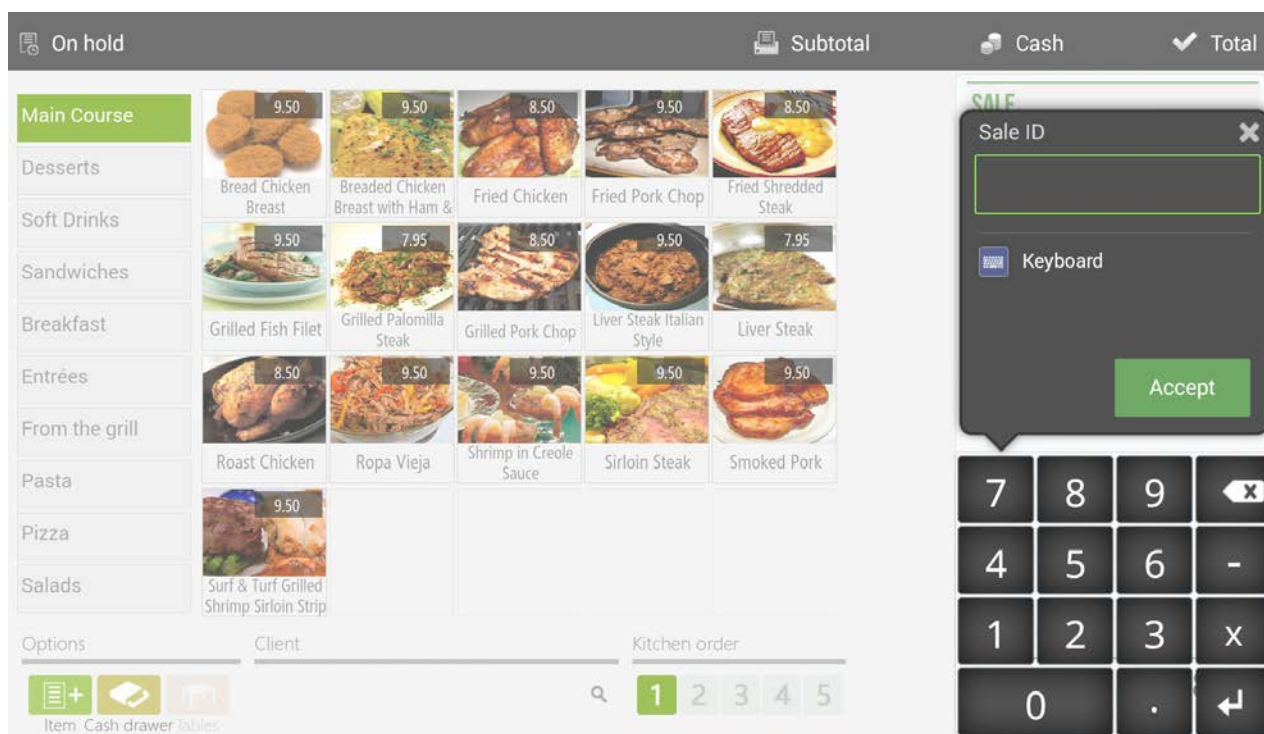 On hold
Subtotal
Cash
Total
SALE
Main Course
Desserts
Soft Drinks
Sandwiches
Breakfast
Entrées
From the grill
Pasta
Pizza
Salads
9.50
9.50
8.50
9.50
8.50
Bread Chicken
Breast
Breaded Chicken
Breast with Ham &
Fried Chicken
Fried Pork Chop
Fried Shredded
Steak
9.50
7.95
8.50
9.50
7.95
Grilled Fish Filet
Grilled Palomilla
Steak
Grilled Pork Chop
Liver Steak Italian
Style
Liver Steak
8.50
9.50
9.50
9.50
9.50
Roast Chicken
Ropa Vieja
Shrimp in Creole
Sauce
Sirloin Steak
Smoked Pork
9.50
Surf & Turf Grilled
Shrimp Sirloin Strip
Sale ID
Keyboard
Accept
7 8 9
4 5 6 -
1 2 3 x
0 .
Options
Client
Kitchen order
1 2 3 4 5
Item
Cash drawer
Tables